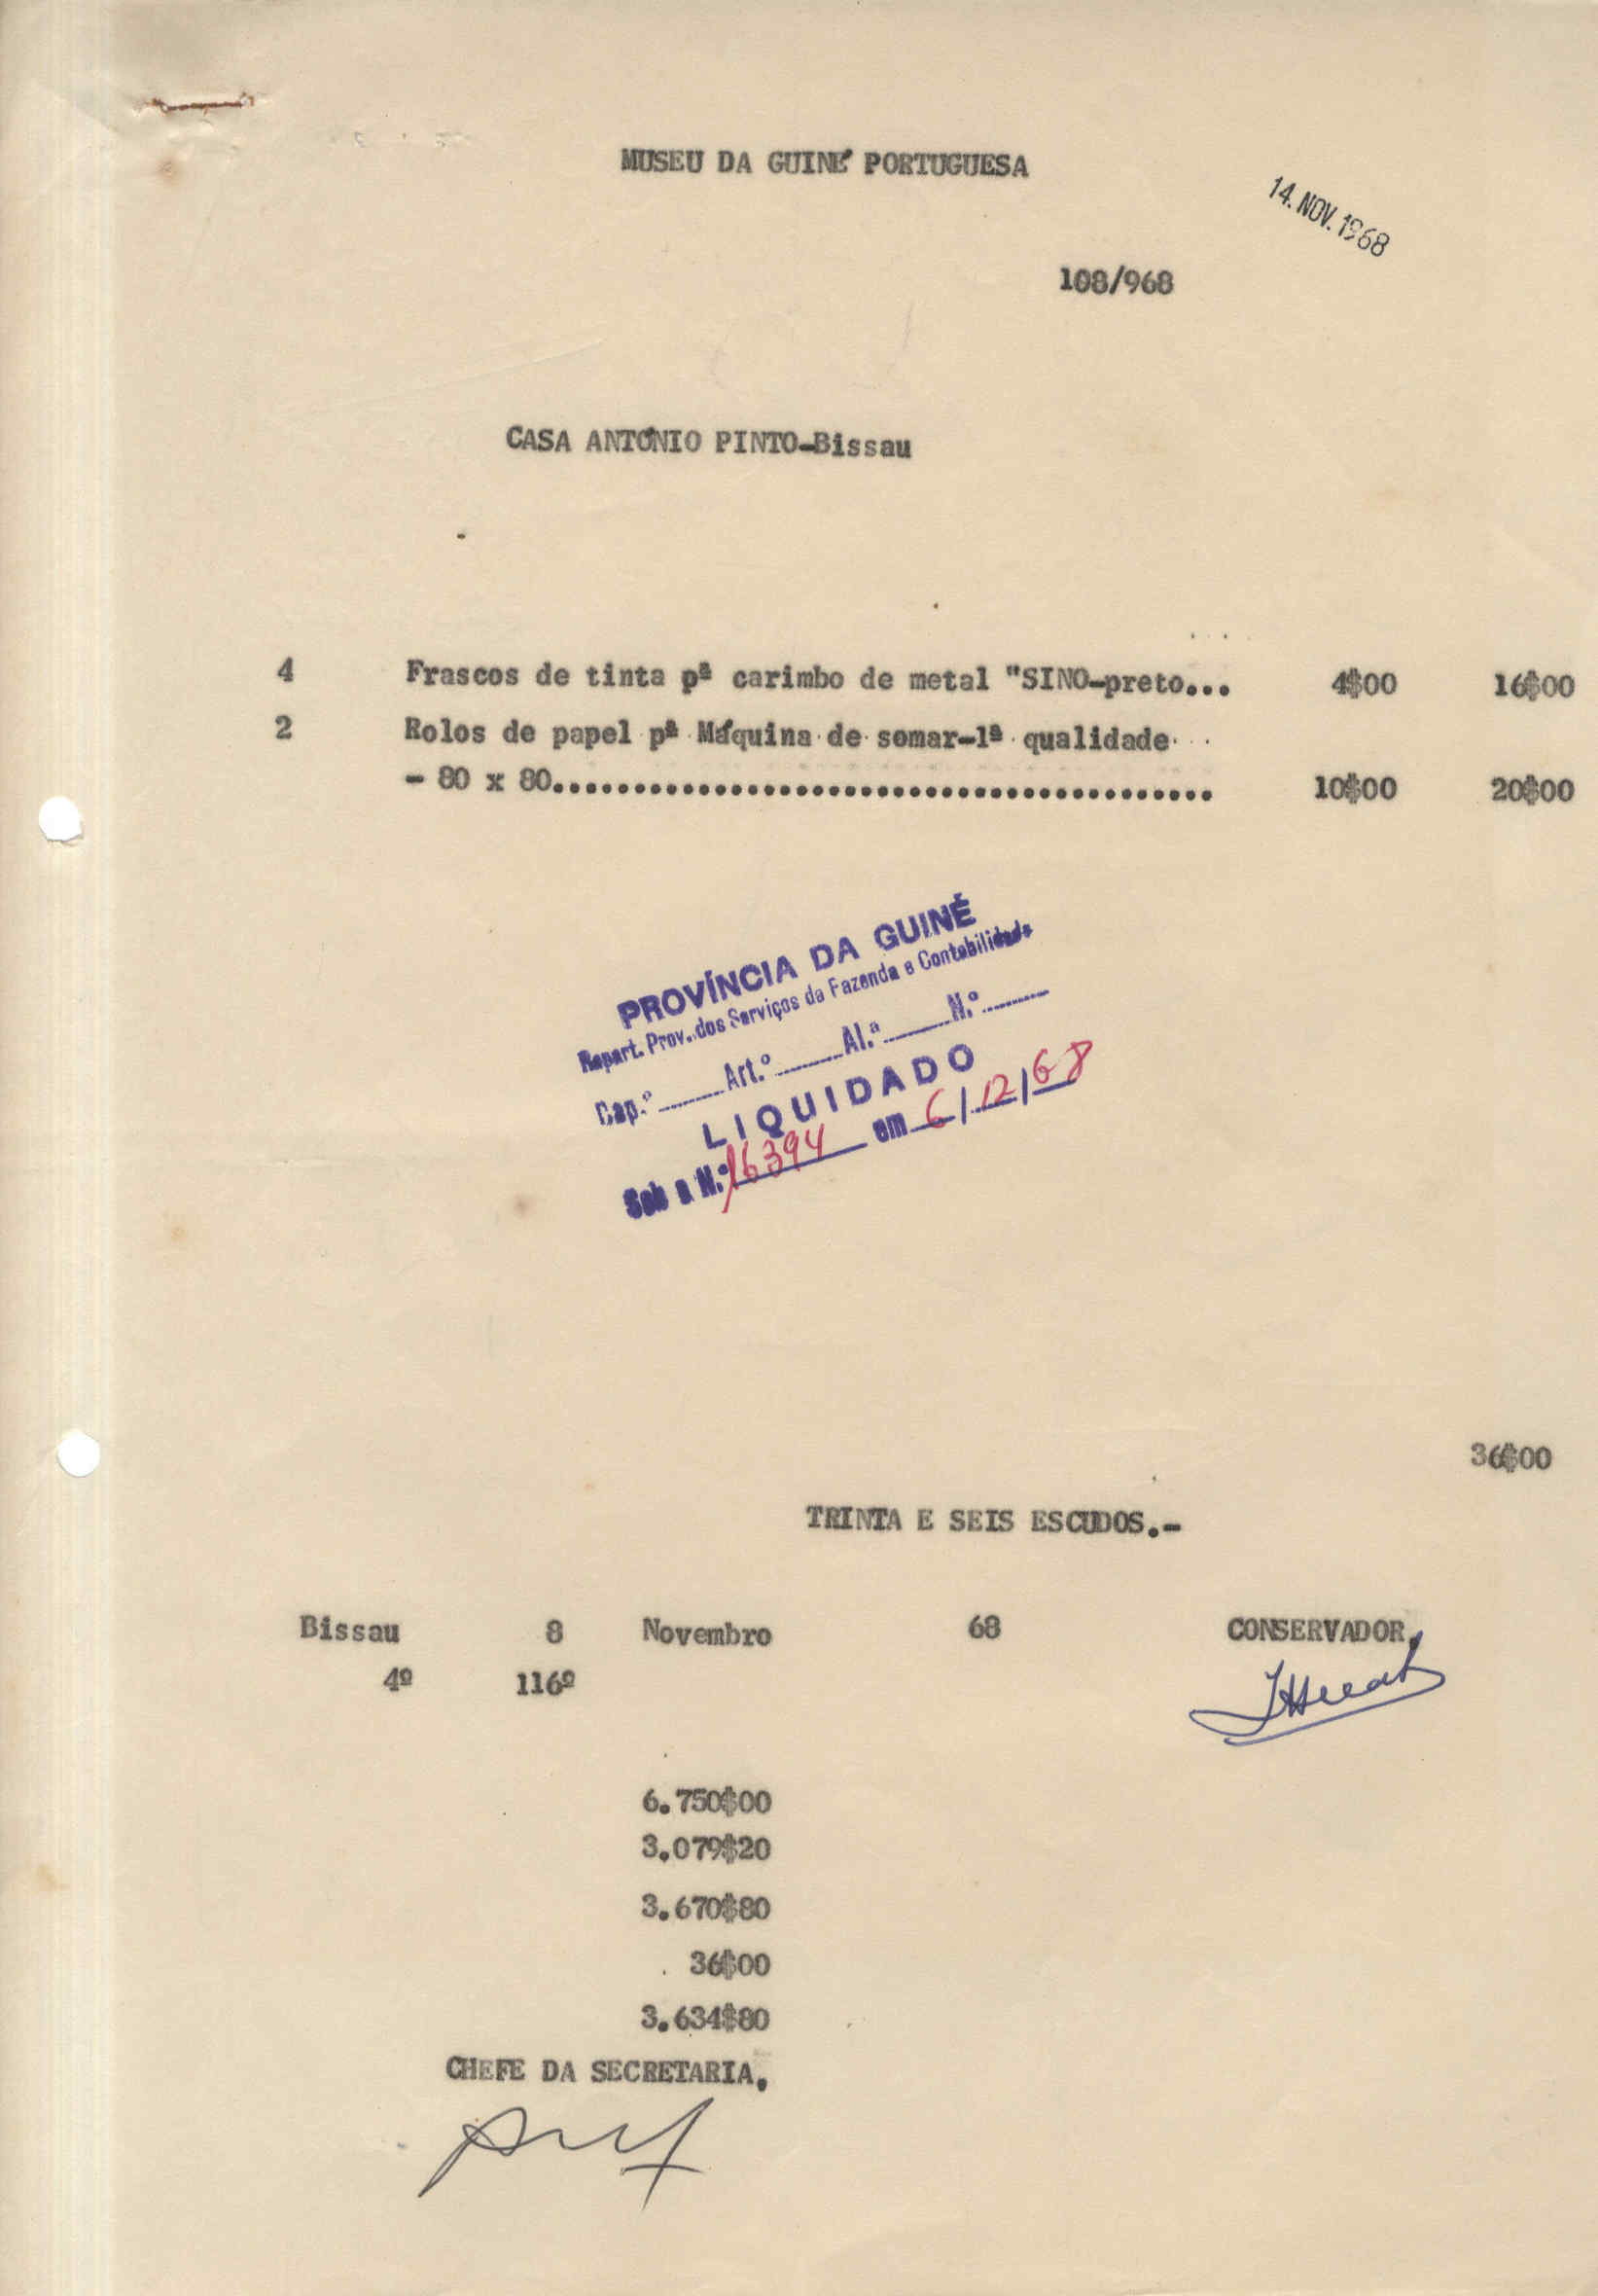 MUSEU DA GUINÉ PORTUGUESA
14. NOV. 1968
108/968
CASA ANTÓNIO PINTO-Bissau
4 Frascos de tinta pª carimbo de metal "SINO-preto... 4$00 16$00
2 Rolos de papel pª Máquina de somar-1ª qualidade
- 80 x 80......................................... 10$00 20$00
PROVÍNCIA DA GUINÉ
Repart. Prov. dos Serviços da Fazenda e Contabilidade
Cap.º ______ Art.º ______ Al.ª ______ N.º ______
LIQUIDADO
Sob o N.º 16394 em 6/12/68
36$00
TRINTA E SEIS ESCUDOS.-
Bissau 8 Novembro 68 CONSERVADOR,
4º 116º
6.750$00
3.079$20
3.670$80
36$00
3.634$80
CHEFE DA SECRETARIA,